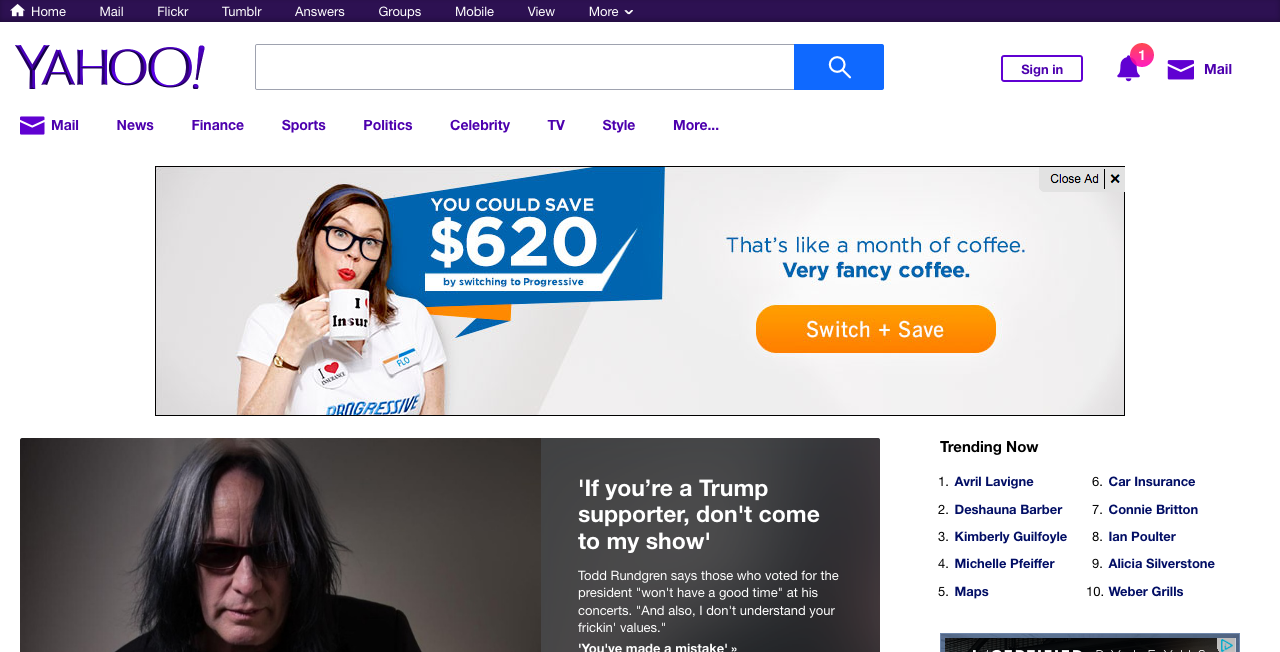 Home Mail Flickr Tumblr Answers Groups Mobile View More
YAHOO!
Sign in
1
Mail
Mail News Finance Sports Politics Celebrity TV Style More...
Close Ad
YOU COULD SAVE
$620
by switching to Progressive
That's like a month of coffee.
Very fancy coffee.
Switch + Save
I
Insur
FLO
I
INSURANCE
PROGRESSIVE
'If you're a Trump
supporter, don't come
to my show'
Todd Rundgren says those who voted for the
president "won't have a good time" at his
concerts. "And also, I don't understand your
frickin' values."
'You've made a mistake' »
Trending Now
1. Avril Lavigne
2. Deshauna Barber
3. Kimberly Guilfoyle
4. Michelle Pfeiffer
5. Maps
6. Car Insurance
7. Connie Britton
8. Ian Poulter
9. Alicia Silverstone
10. Weber Grills